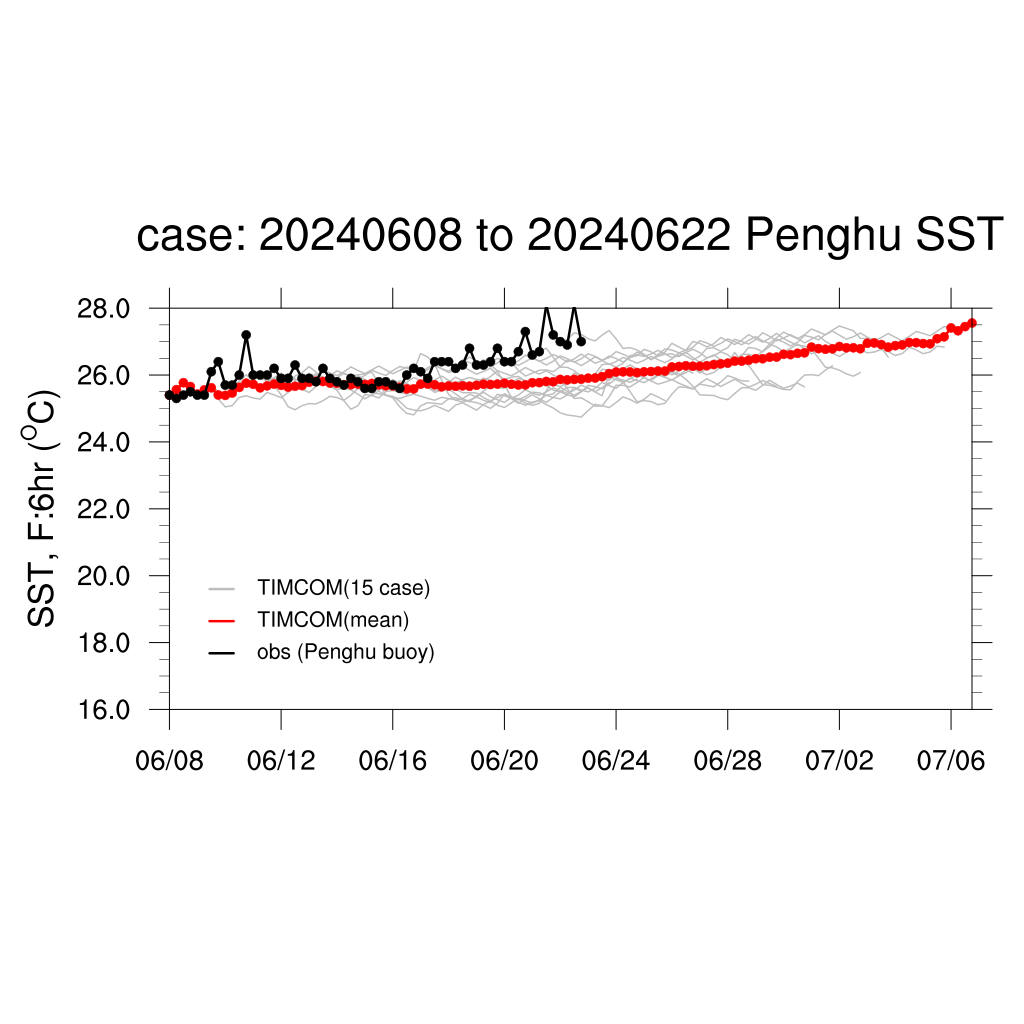 case: 20240608 to 20240622 Penghu SST
SST, F:6hr (°C)
28.0
26.0
24.0
22.0
20.0
18.0
16.0
TIMCOM(15 case)
TIMCOM(mean)
obs (Penghu buoy)
06/08 06/12 06/16 06/20 06/24 06/28 07/02 07/06